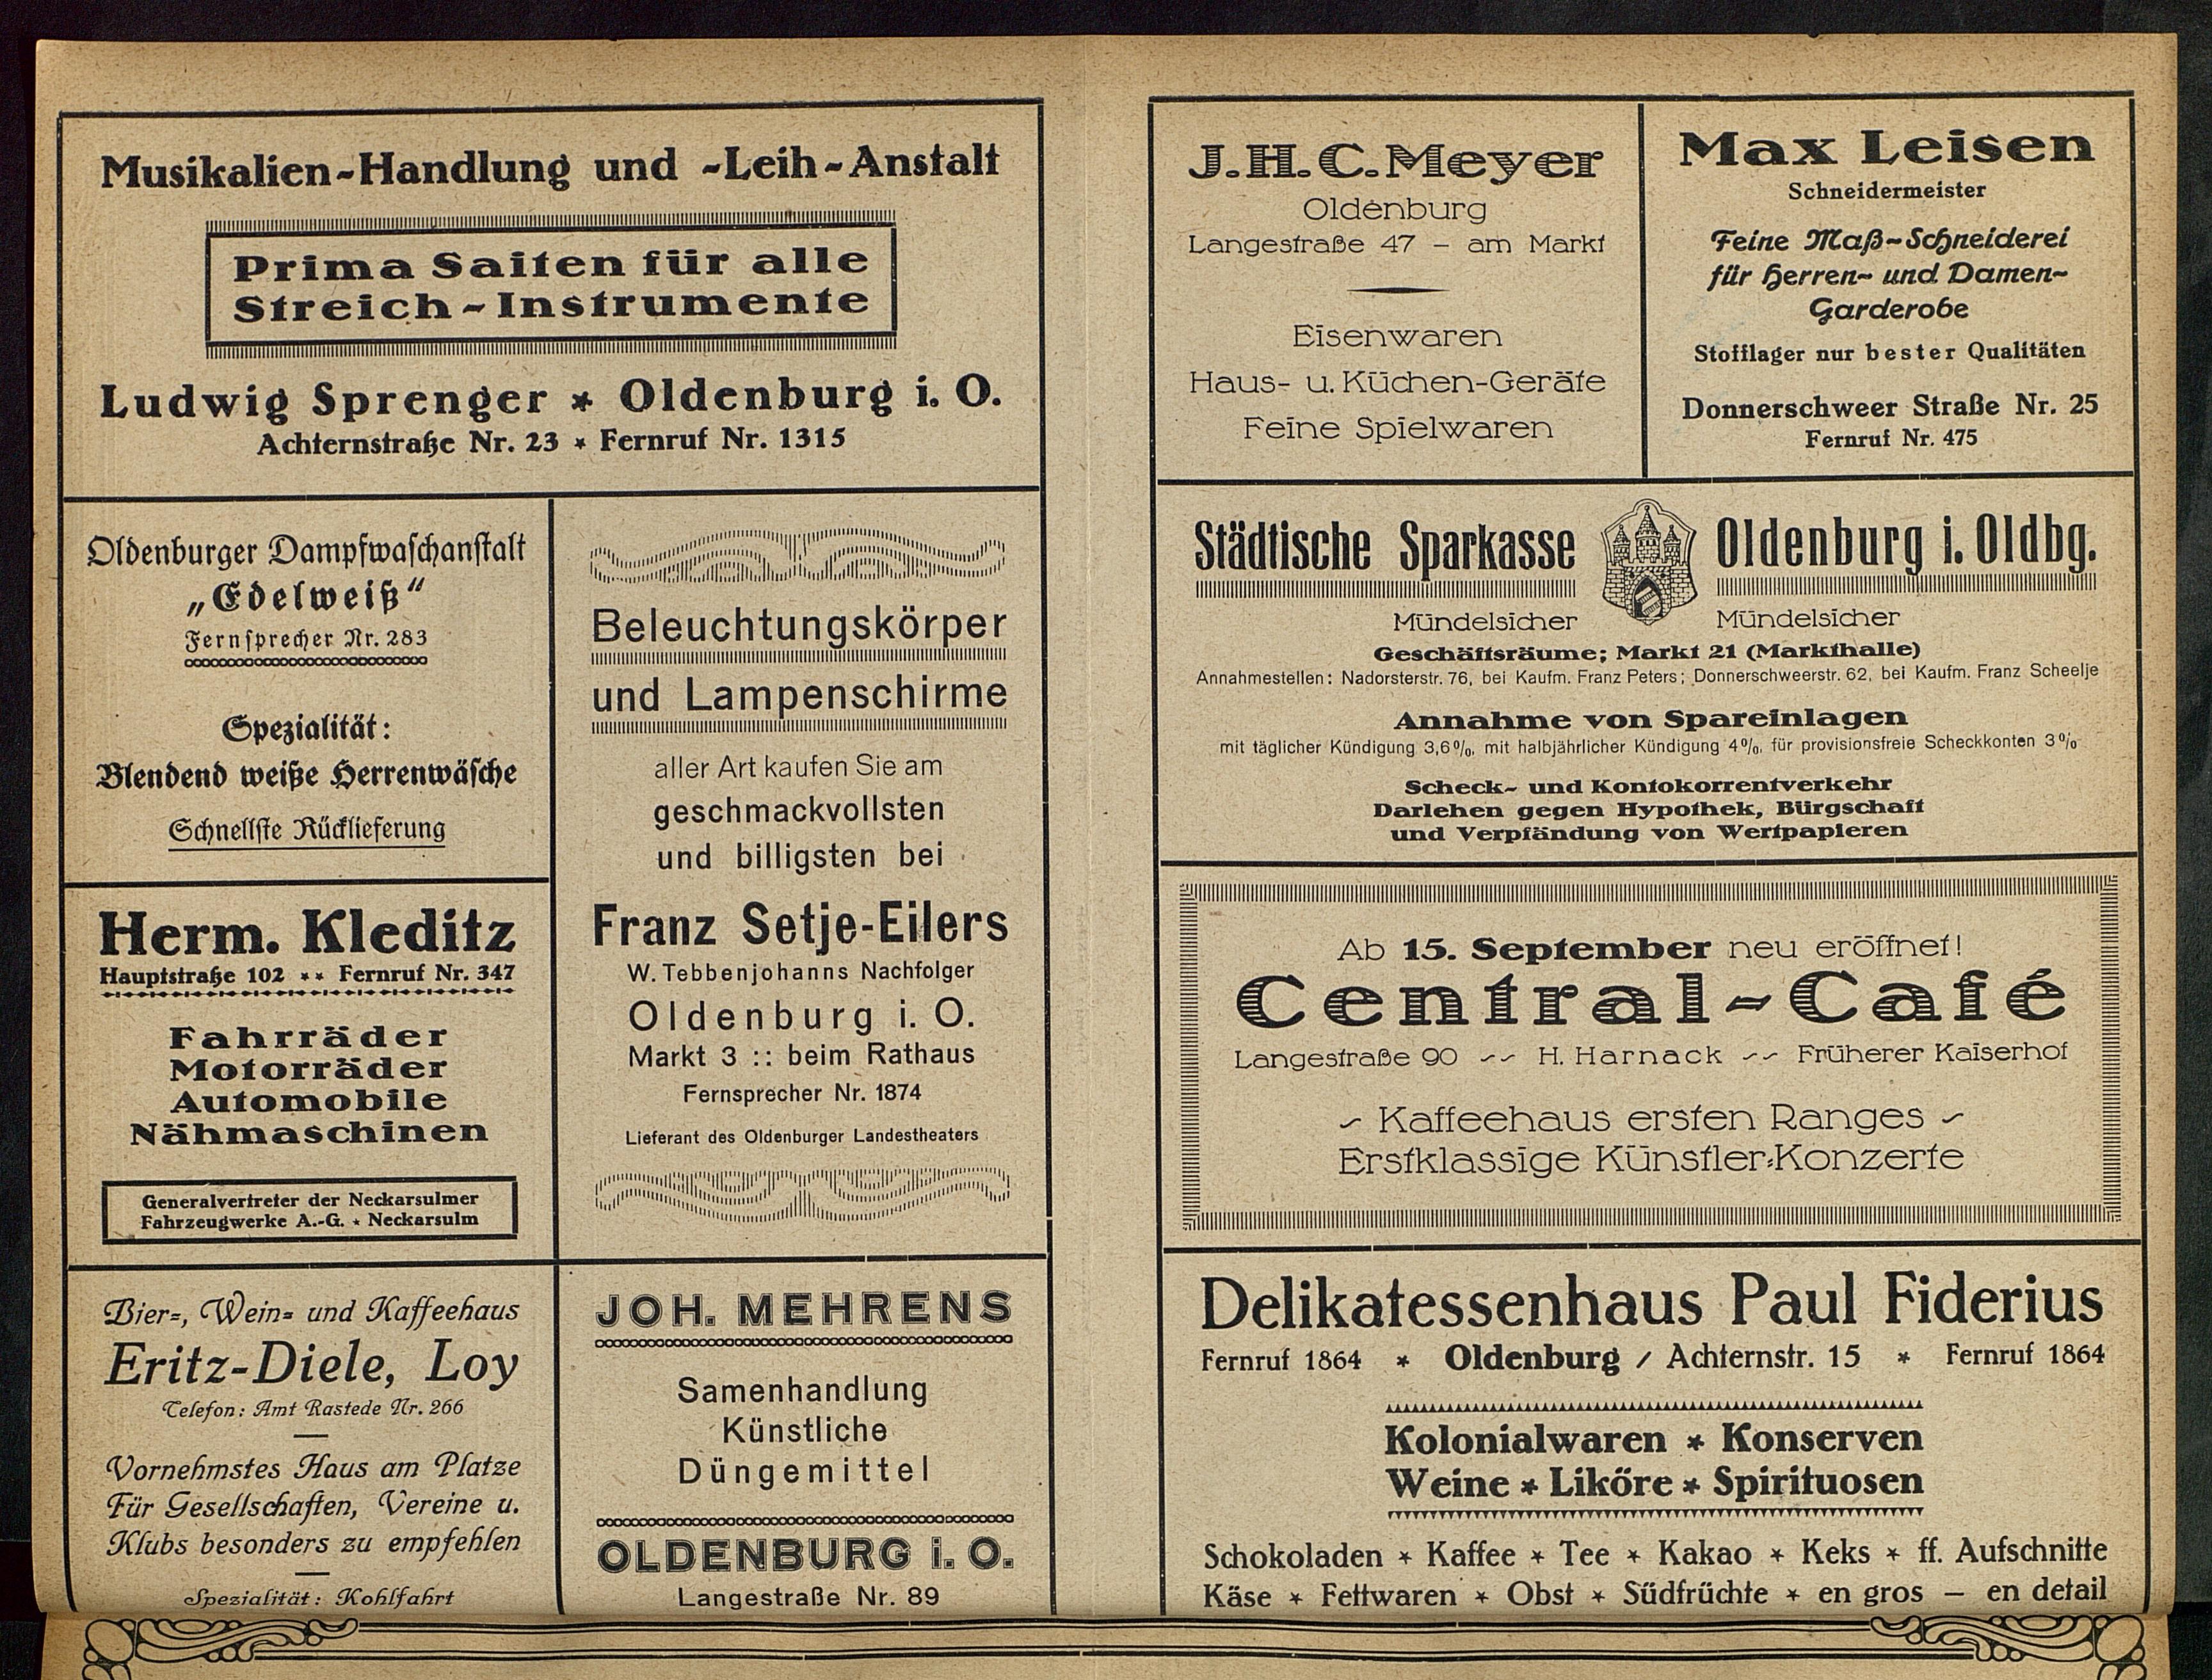 Musikalien-Handlung und -Leih-Anstalt
Prima Saiten für alle
Streich-Instrumente
Ludwig Sprenger * Oldenburg i. O.
Achternstraße Nr. 23 * Fernruf Nr. 1315
Oldenburger Dampfwaschanstalt
„Edelweiß“
Fernsprecher Nr. 283
Spezialität:
Blendend weiße Herrenwäsche
Schnellste Rücklieferung
Herm. Kleditz
Hauptstraße 102 ** Fernruf Nr. 347
Fahrräder
Motorräder
Automobile
Nähmaschinen
Generalvertreter der Neckarsulmer
Fahrzeugwerke A.-G. * Neckarsulm
Bier-, Wein- und Kaffeehaus
Eritz-Diele, Loy
Telefon: Amt Rastede Nr. 266
Vornehmstes Haus am Platze
Für Gesellschaften, Vereine u.
Klubs besonders zu empfehlen
Spezialität: Kohlfahrt
Beleuchtungskörper
und Lampenschirme
aller Art kaufen Sie am
geschmackvollsten
und billigsten bei
Franz Setje-Eilers
W. Tebbenjohanns Nachfolger
Oldenburg i. O.
Markt 3 :: beim Rathaus
Fernsprecher Nr. 1874
Lieferant des Oldenburger Landestheaters
JOH. MEHRENS
Samenhandlung
Künstliche
Düngemittel
OLDENBURG i. O.
Langestraße Nr. 89
J.H.C.Meyer
Oldenburg
Langestraße 47 – am Markt
Eisenwaren
Haus- u. Küchen-Geräte
Feine Spielwaren
Max Leisen
Schneidermeister
Feine Maß-Schneiderei
für Herren- und Damen-
Garderobe
Stofflager nur bester Qualitäten
Donnerschweer Straße Nr. 25
Fernruf Nr. 475
Städtische Sparkasse Oldenburg i. Oldbg.
Mündelsicher Mündelsicher
Geschäftsräume; Markt 21 (Markthalle)
Annahmestellen: Nadorsterstr. 76, bei Kaufm. Franz Peters; Donnerschweerstr. 62, bei Kaufm. Franz Scheelje
Annahme von Spareinlagen
mit täglicher Kündigung 3,6%, mit halbjährlicher Kündigung 4%, für provisionsfreie Scheckkonten 3%
Scheck- und Kontokorrentverkehr
Darlehen gegen Hypothek, Bürgschaft
und Verpfändung von Wertpapieren
Ab 15. September neu eröffnet!
Central-Café
Langestraße 90 -- H. Harnack -- Früherer Kaiserhof
~ Kaffeehaus ersten Ranges ~
Erstklassige Künstler-Konzerte
Delikatessenhaus Paul Fiderius
Fernruf 1864 * Oldenburg / Achternstr. 15 * Fernruf 1864
Kolonialwaren * Konserven
Weine * Liköre * Spirituosen
Schokoladen * Kaffee * Tee * Kakao * Keks * ff. Aufschnitte
Käse * Fettwaren * Obst * Südfrüchte * en gros – en detail